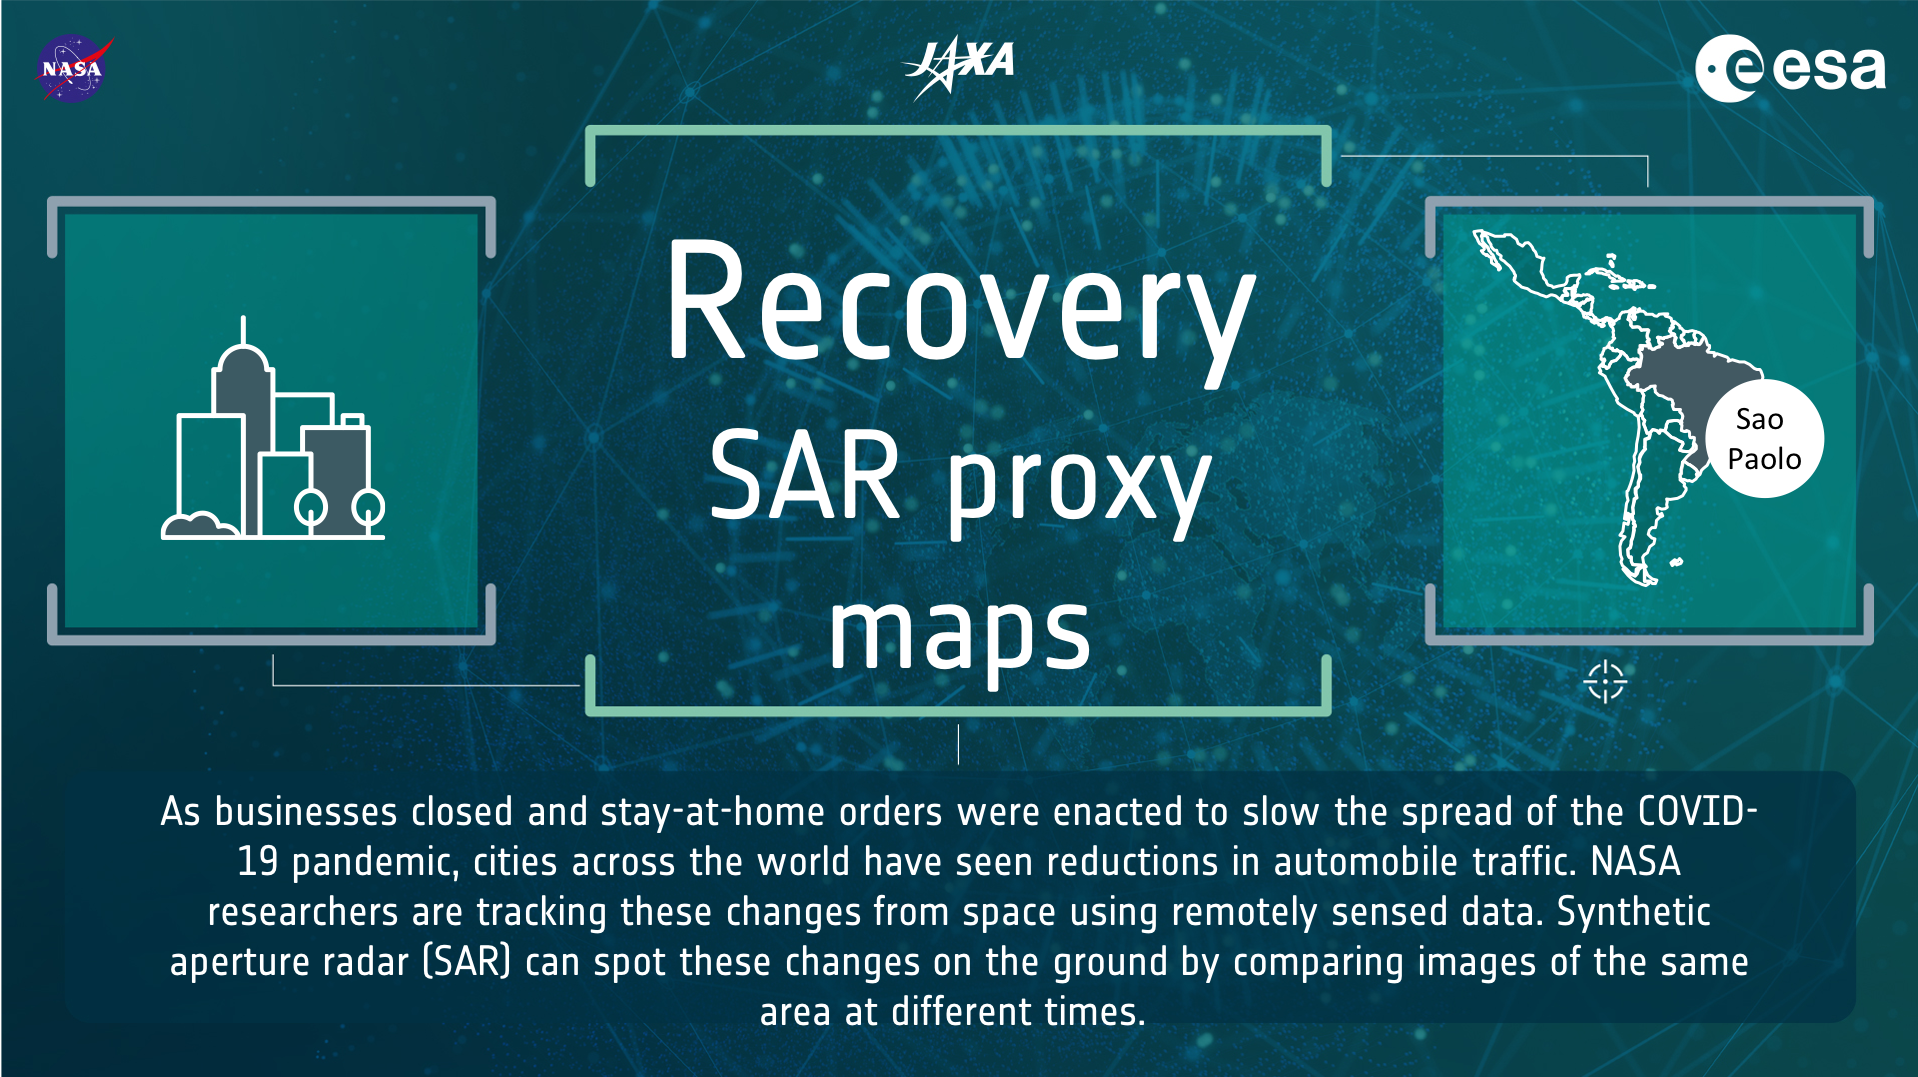 NASA
JAXA
esa
Recovery
SAR proxy
maps
Sao
Paolo
As businesses closed and stay-at-home orders were enacted to slow the spread of the COVID-
19 pandemic, cities across the world have seen reductions in automobile traffic. NASA
researchers are tracking these changes from space using remotely sensed data. Synthetic
aperture radar (SAR) can spot these changes on the ground by comparing images of the same
area at different times.